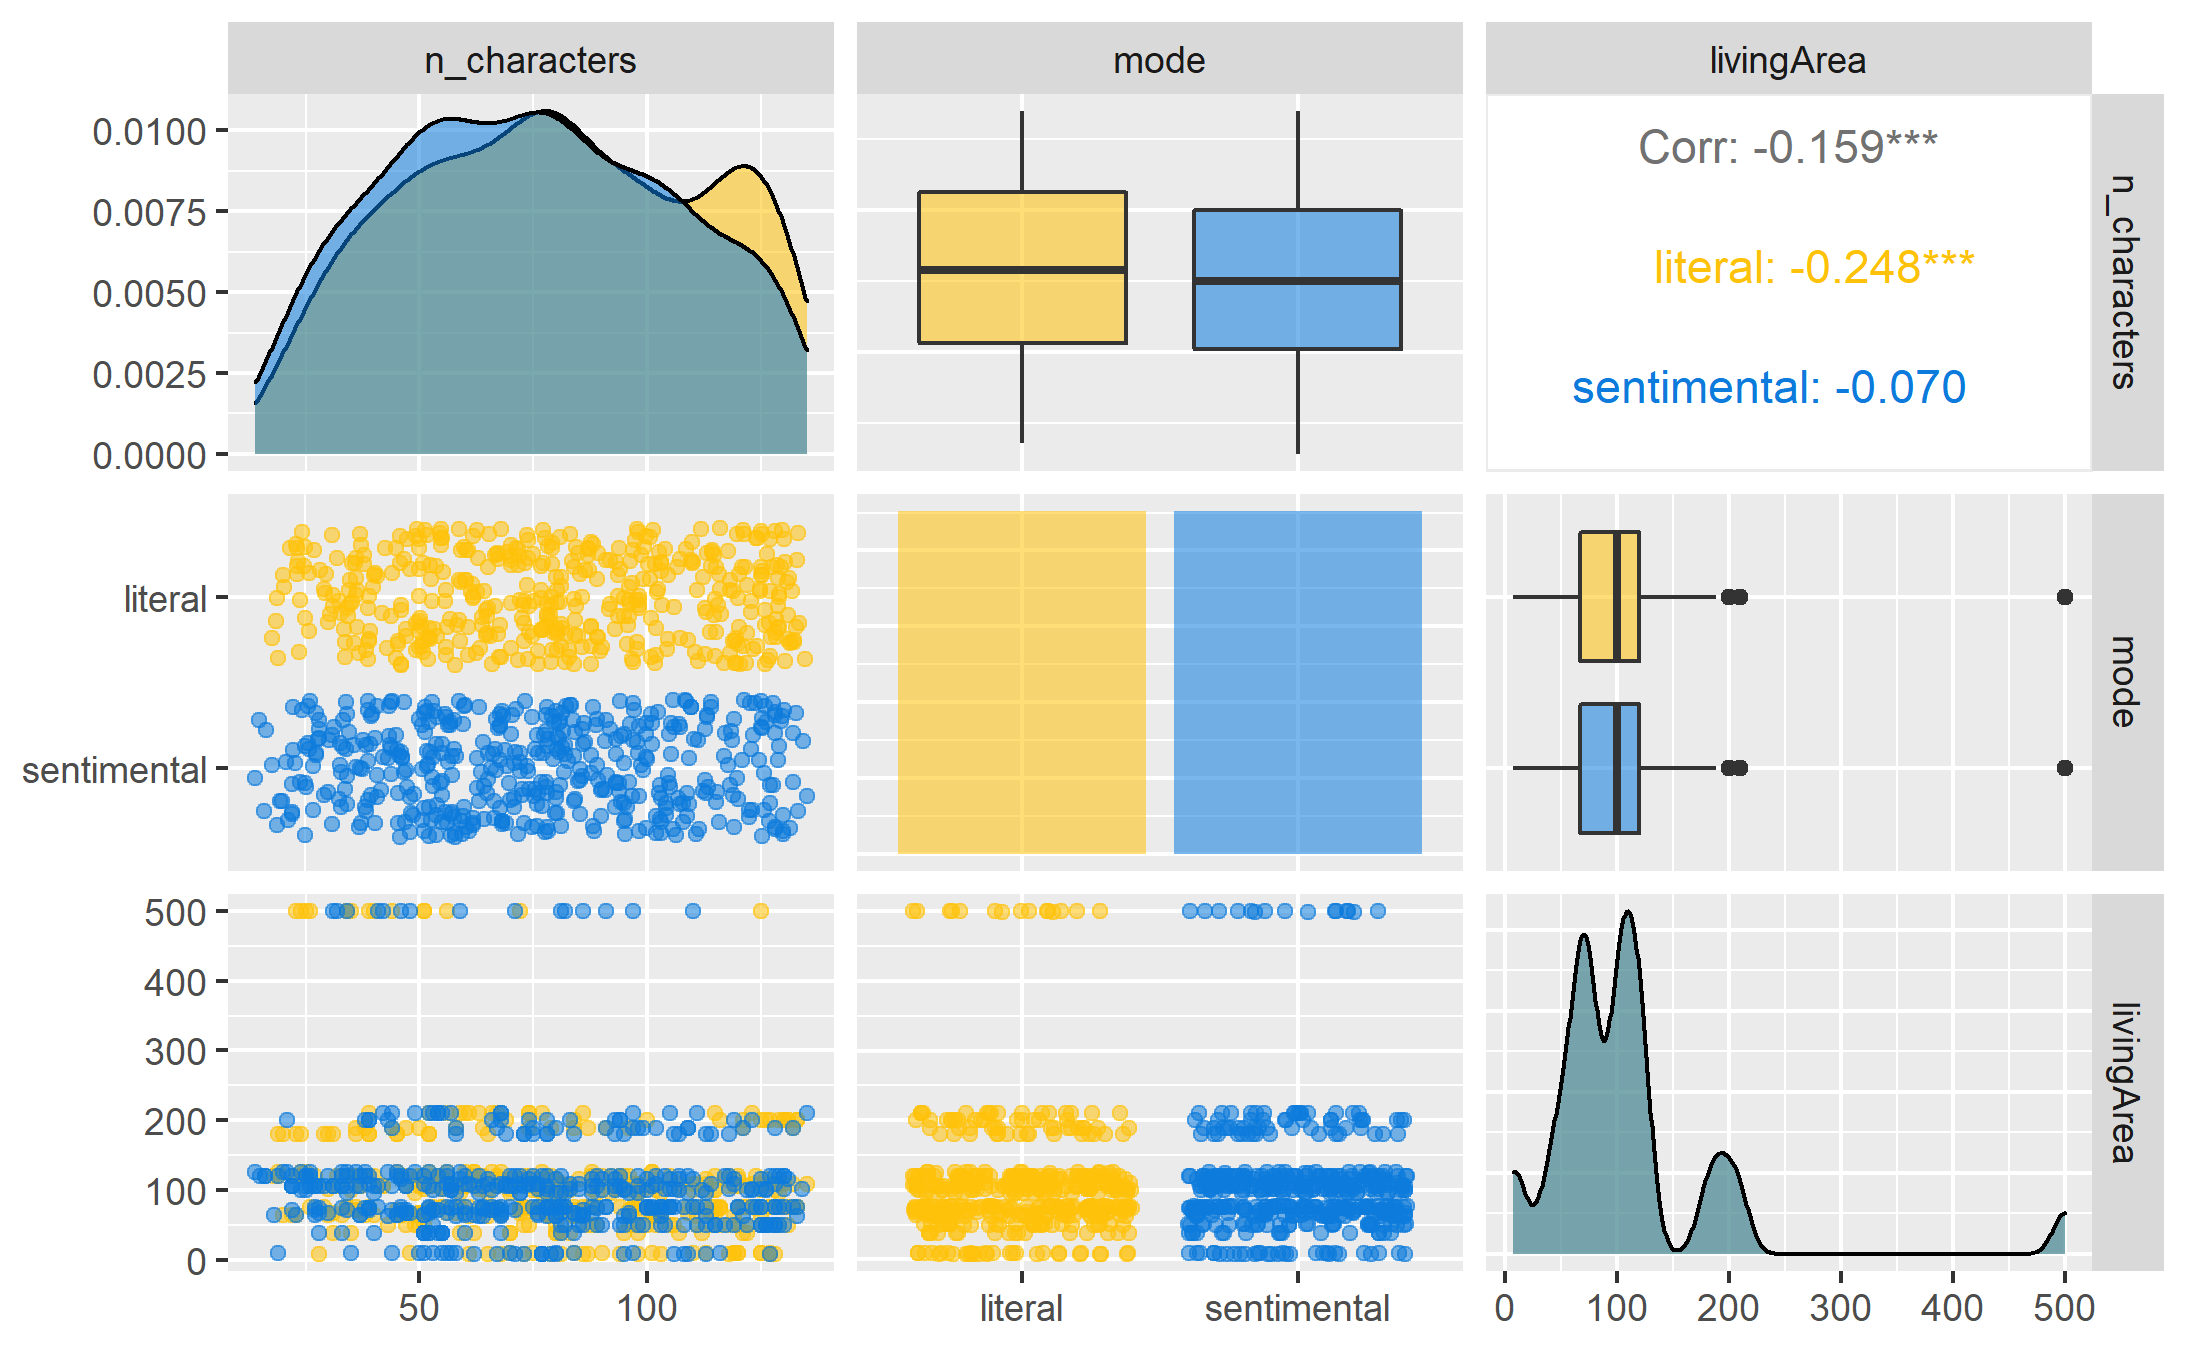 n_characters
mode
livingArea
0.0100
0.0075
0.0050
0.0025
0.0000
Corr: -0.159***
literal: -0.248***
sentimental: -0.070
n_characters
literal
sentimental
mode
500
400
300
200
100
0
livingArea
50 100
literal sentimental
0 100 200 300 400 500